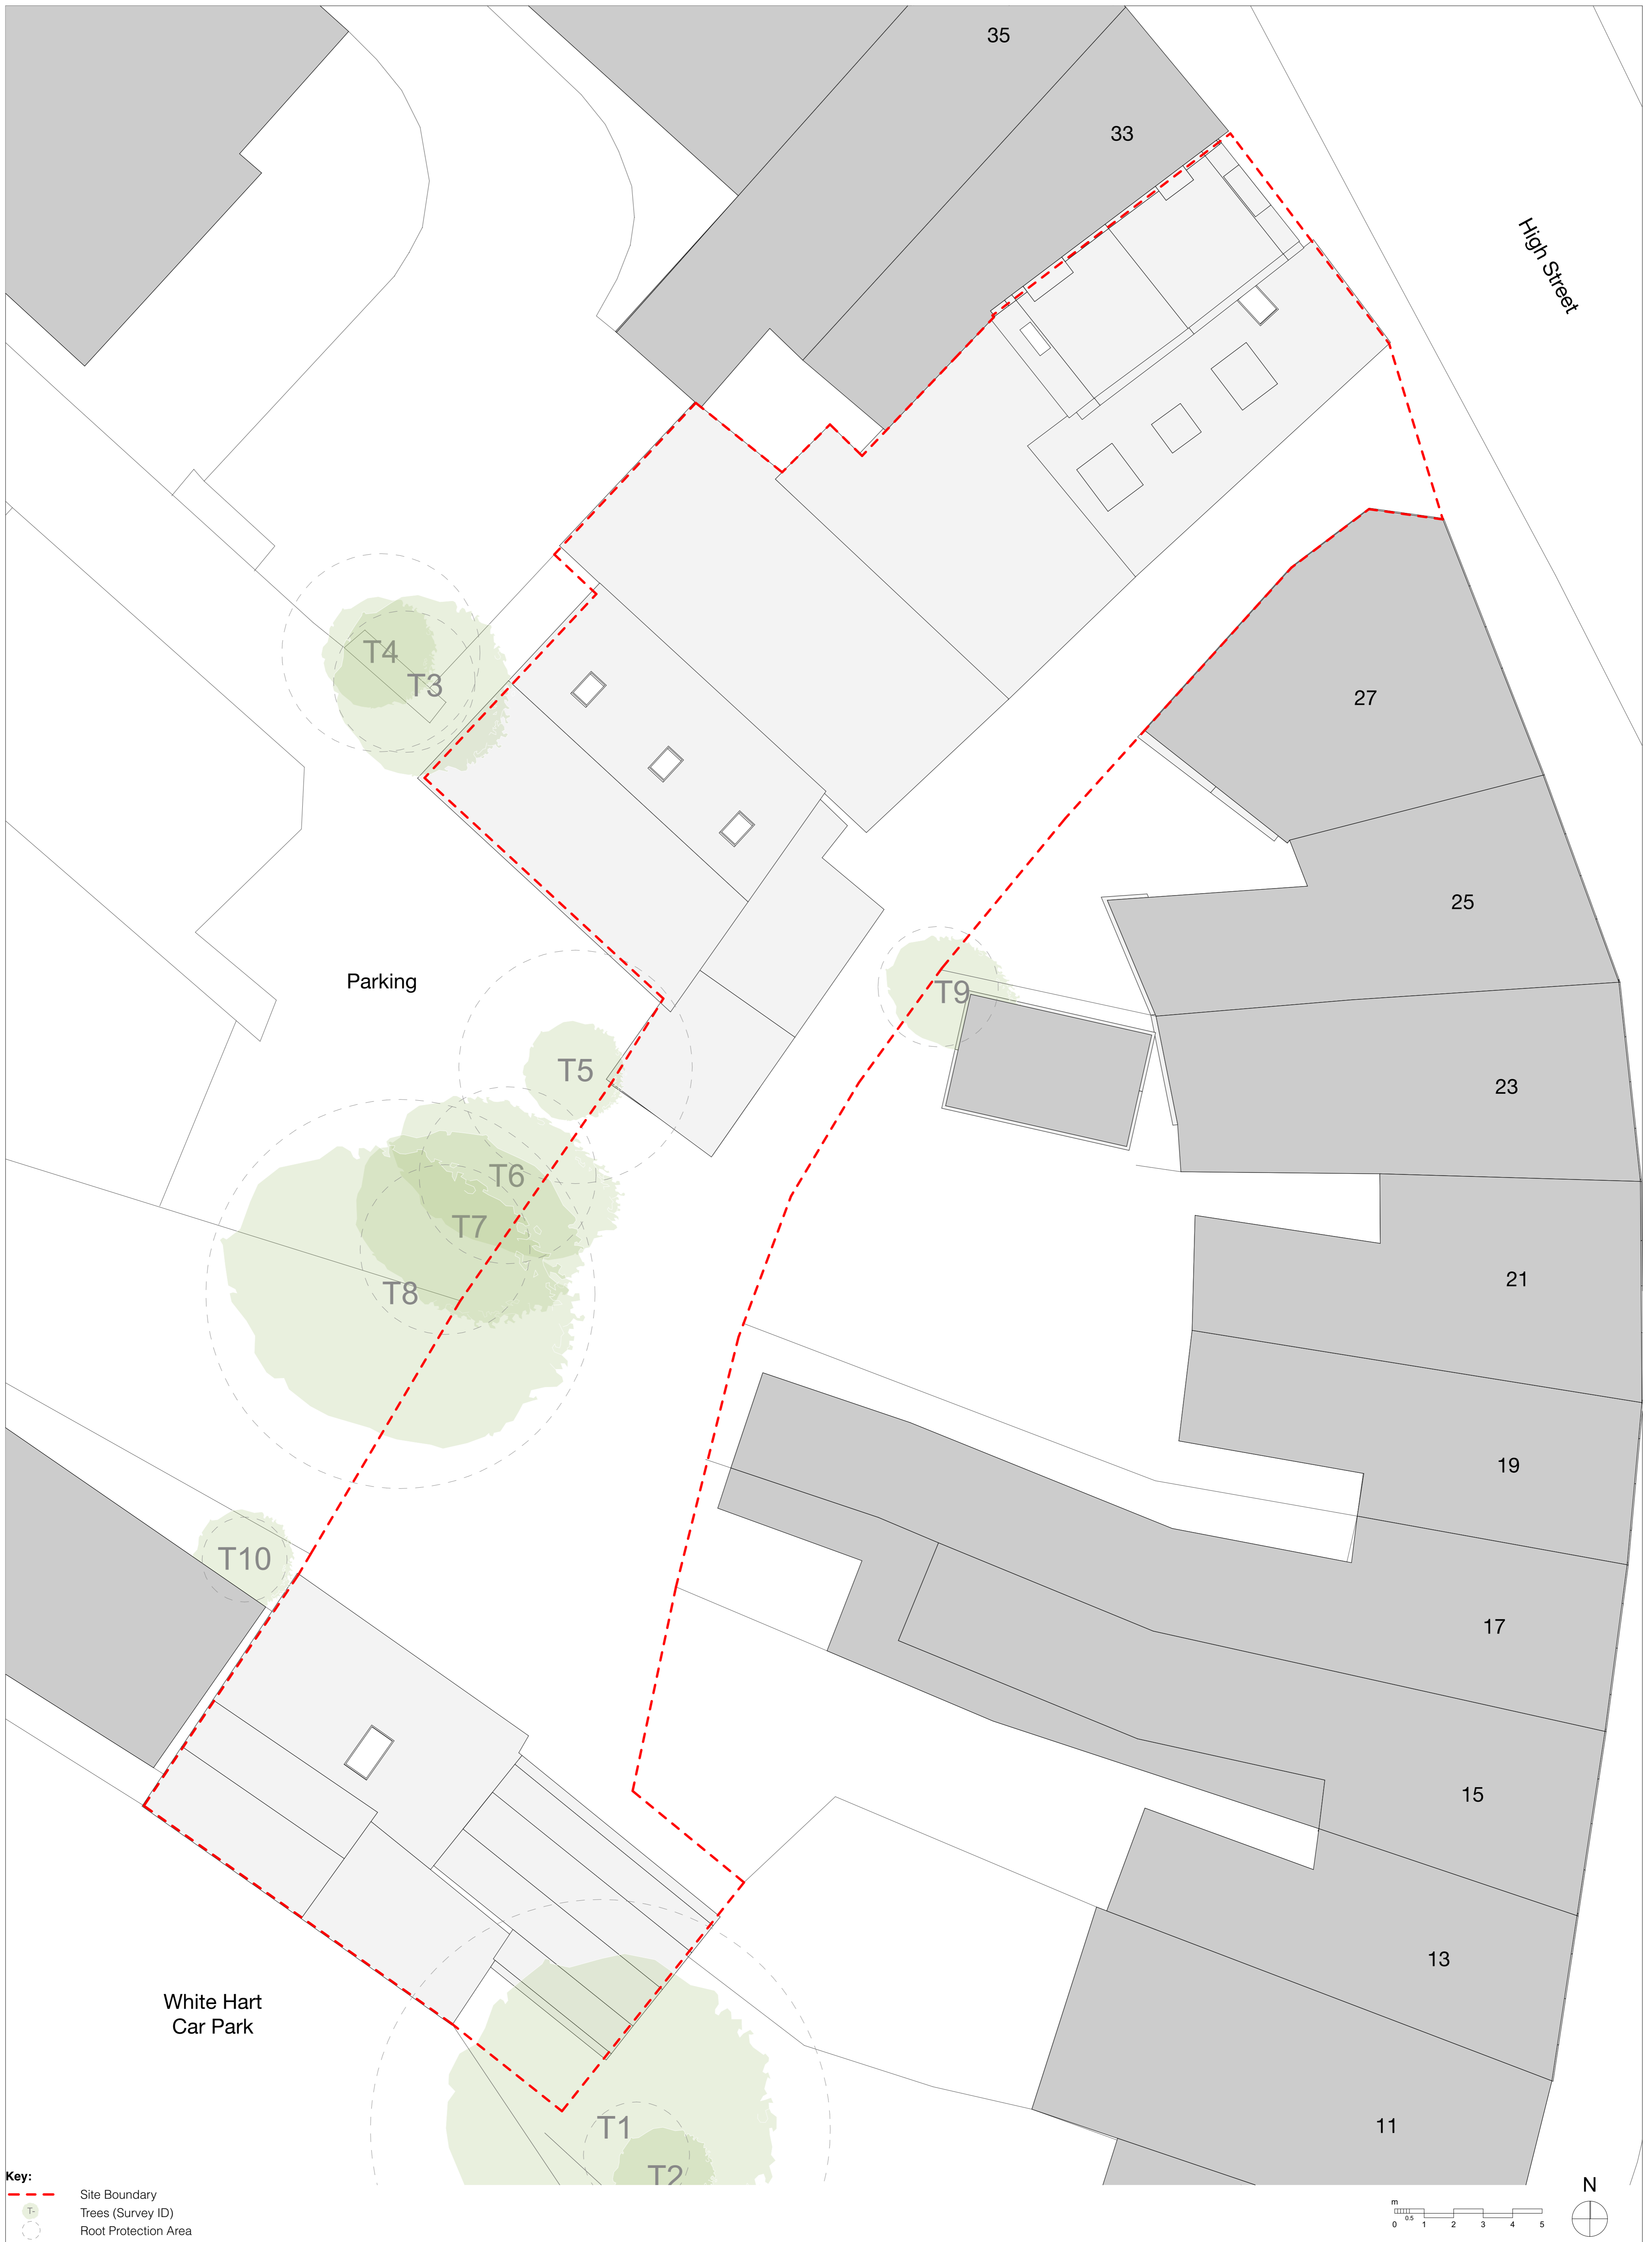 35
33
High Street
27
T4
T3
25
Parking
T9
T5
23
T6
T7
T8
21
19
T10
17
15
13
White Hart
Car Park
T1
11
T2
Key:
Site Boundary
T-
Trees (Survey ID)
Root Protection Area
N
m
0.5
0 1 2 3 4 5